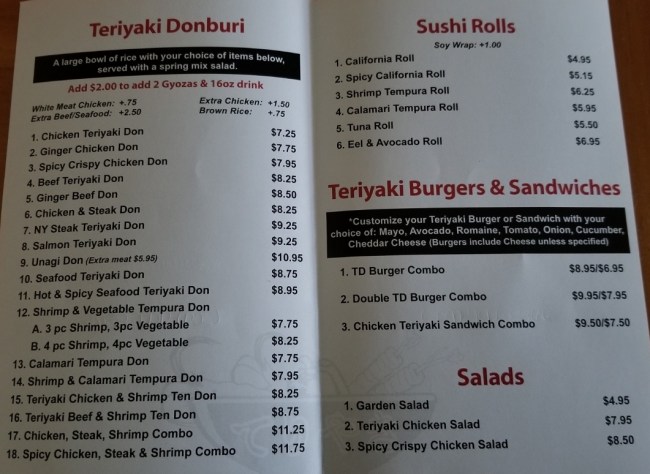 Teriyaki Donburi
A large bowl of rice with your choice of items below,
served with a spring mix salad.
Add $2.00 to add 2 Gyozas & 16oz drink
White Meat Chicken: +.75 Extra Chicken: +1.50
Extra Beef/Seafood: +2.50 Brown Rice: +.75
1. Chicken Teriyaki Don $7.25
2. Ginger Chicken Don $7.75
3. Spicy Crispy Chicken Don $7.95
4. Beef Teriyaki Don $8.25
5. Ginger Beef Don $8.50
6. Chicken & Steak Don $8.25
7. NY Steak Teriyaki Don $9.25
8. Salmon Teriyaki Don $9.25
9. Unagi Don (Extra meat $5.95) $10.95
10. Seafood Teriyaki Don $8.75
11. Hot & Spicy Seafood Teriyaki Don $8.95
12. Shrimp & Vegetable Tempura Don
A. 3 pc Shrimp, 3pc Vegetable $7.75
B. 4 pc Shrimp, 4pc Vegetable $8.25
13. Calamari Tempura Don $7.75
14. Shrimp & Calamari Tempura Don $7.95
15. Teriyaki Chicken & Shrimp Ten Don $8.25
16. Teriyaki Beef & Shrimp Ten Don $8.75
17. Chicken, Steak, Shrimp Combo $11.25
18. Spicy Chicken, Steak & Shrimp Combo $11.75
Sushi Rolls
Soy Wrap: +1.00
1. California Roll $4.95
2. Spicy California Roll $5.15
3. Shrimp Tempura Roll $6.25
4. Calamari Tempura Roll $5.95
5. Tuna Roll $5.50
6. Eel & Avocado Roll $6.95
Teriyaki Burgers & Sandwiches
*Customize your Teriyaki Burger or Sandwich with your
choice of: Mayo, Avocado, Romaine, Tomato, Onion, Cucumber,
Cheddar Cheese (Burgers include Cheese unless specified)
1. TD Burger Combo $8.95/$6.95
2. Double TD Burger Combo $9.95/$7.95
3. Chicken Teriyaki Sandwich Combo $9.50/$7.50
Salads
1. Garden Salad $4.95
2. Teriyaki Chicken Salad $7.95
3. Spicy Crispy Chicken Salad $8.50